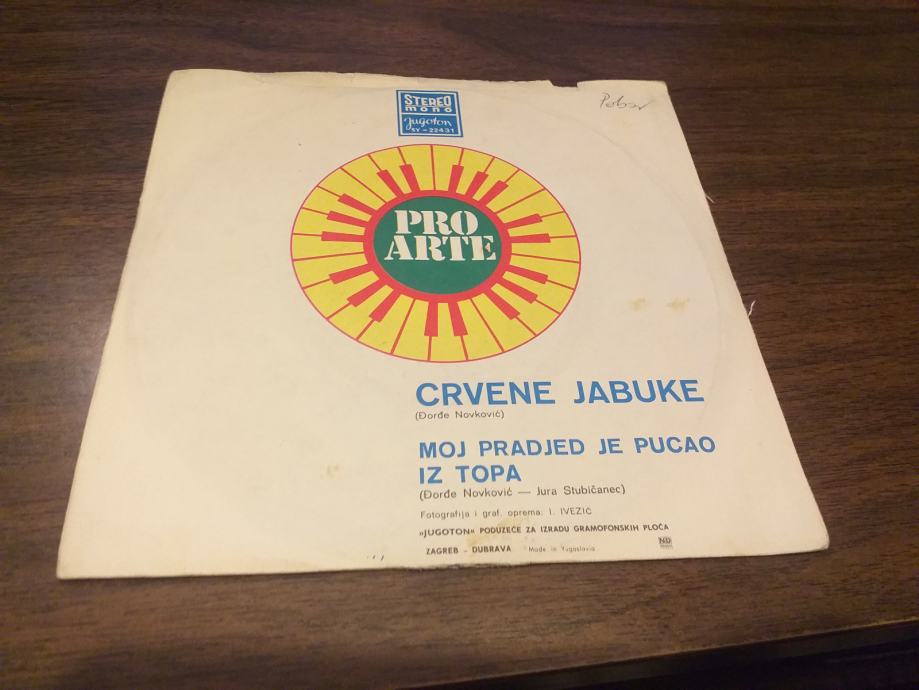 STEREO
mono
jugoton
SY - 22431
PRO
ARTE
CRVENE JABUKE
(Đorđe Novković)
MOJ PRADJED JE PUCAO
IZ TOPA
(Đorđe Novković — Jura Stubičanec)
Fotografija i graf. oprema: I. IVEZIĆ
»JUGOTON« PODUZEĆE ZA IZRADU GRAMOFONSKIH PLOČA
ZAGREB - DUBRAVA Made in Yugoslavia